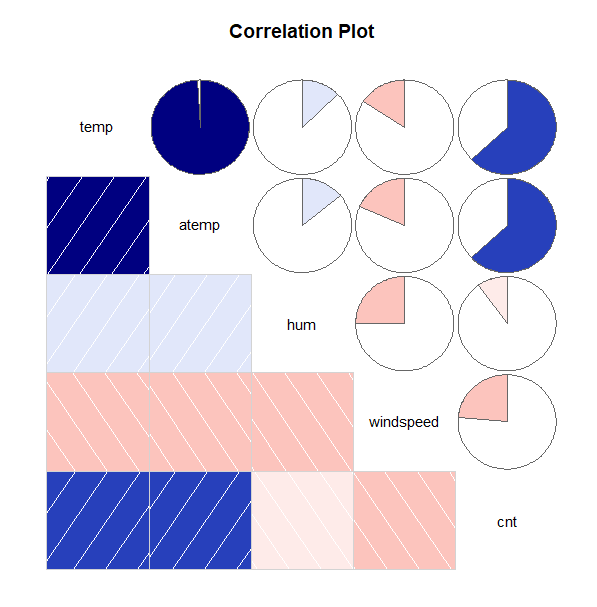 Correlation Plot
temp
atemp
hum
windspeed
cnt